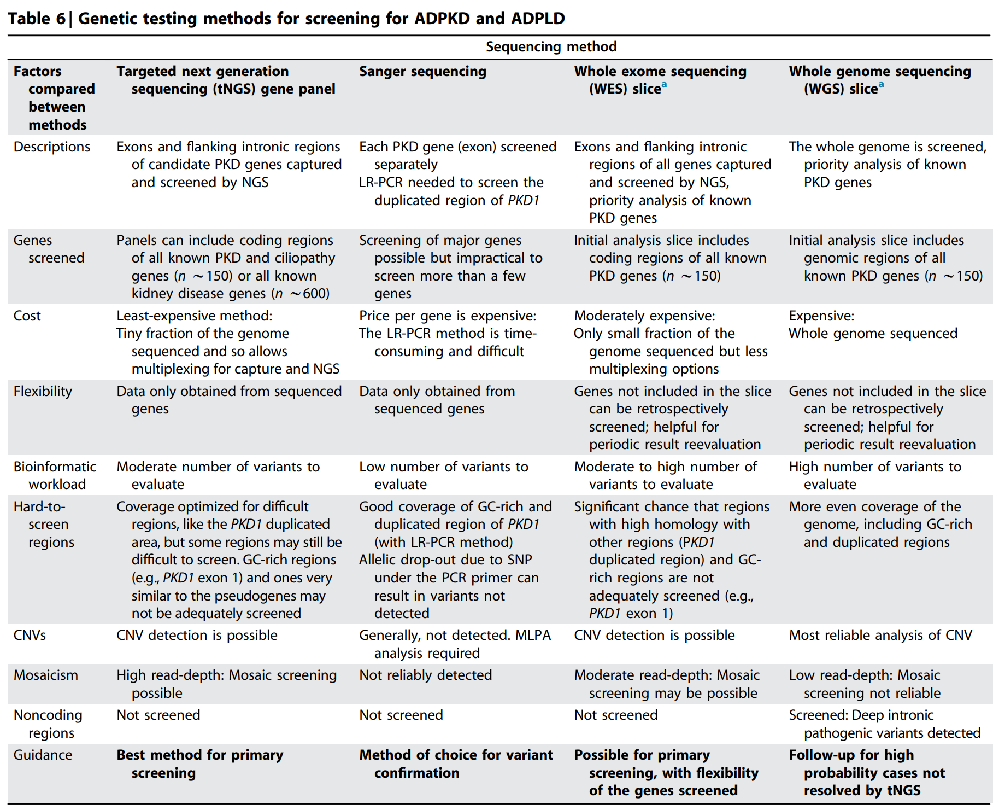 Table 6 | Genetic testing methods for screening for ADPKD and ADPLD
Sequencing method
Factors compared between methods
Targeted next generation sequencing (tNGS) gene panel
Sanger sequencing
Whole exome sequencing (WES) slice^a
Whole genome sequencing (WGS) slice^a
Descriptions
Exons and flanking intronic regions
of candidate PKD genes captured
and screened by NGS
Each PKD gene (exon) screened
separately
LR-PCR needed to screen the
duplicated region of PKD1
Exons and flanking intronic
regions of all genes captured
and screened by NGS,
priority analysis of known
PKD genes
The whole genome is screened,
priority analysis of known
PKD genes
Genes
screened
Panels can include coding regions
of all known PKD and ciliopathy
genes (n ~150) or all known
kidney disease genes (n ~600)
Screening of major genes
possible but impractical to
screen more than a few
genes
Initial analysis slice includes
coding regions of all known
PKD genes (n ~150)
Initial analysis slice includes
genomic regions of all
known PKD genes (n ~150)
Cost
Least-expensive method:
Tiny fraction of the genome
sequenced and so allows
multiplexing for capture and NGS
Price per gene is expensive:
The LR-PCR method is time-
consuming and difficult
Moderately expensive:
Only small fraction of the
genome sequenced but less
multiplexing options
Expensive:
Whole genome sequenced
Flexibility
Data only obtained from sequenced
genes
Data only obtained from
sequenced genes
Genes not included in the slice
can be retrospectively
screened; helpful for
periodic result reevaluation
Genes not included in the slice
can be retrospectively
screened; helpful for
periodic result reevaluation
Bioinformatic
workload
Moderate number of variants to
evaluate
Low number of variants to
evaluate
Moderate to high number of
variants to evaluate
High number of variants to
evaluate
Hard-to-
screen
regions
Coverage optimized for difficult
regions, like the PKD1 duplicated
area, but some regions may still be
difficult to screen. GC-rich regions
(e.g., PKD1 exon 1) and ones very
similar to the pseudogenes may
not be adequately screened
Good coverage of GC-rich and
duplicated region of PKD1
(with LR-PCR method)
Allelic drop-out due to SNP
under the PCR primer can
result in variants not
detected
Significant chance that regions
with high homology with
other regions (PKD1
duplicated region) and GC-
rich regions are not
adequately screened (e.g.,
PKD1 exon 1)
More even coverage of the
genome, including GC-rich
and duplicated regions
CNVs
CNV detection is possible
Generally, not detected. MLPA
analysis required
CNV detection is possible
Most reliable analysis of CNV
Mosaicism
High read-depth: Mosaic screening
possible
Not reliably detected
Moderate read-depth: Mosaic
screening may be possible
Low read-depth: Mosaic
screening not reliable
Noncoding
regions
Not screened
Not screened
Not screened
Screened: Deep intronic
pathogenic variants detected
Guidance
Best method for primary
screening
Method of choice for variant
confirmation
Possible for primary
screening, with flexibility
of the genes screened
Follow-up for high
probability cases not
resolved by tNGS